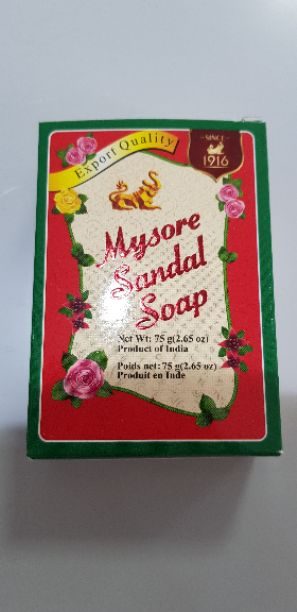 Export Quality
SINCE
1916
Mysore
Sandal
Soap
Net Wt: 75 g(2.65 oz)
Product of India
Poids net: 75 g(2.65 oz)
Produit en Inde